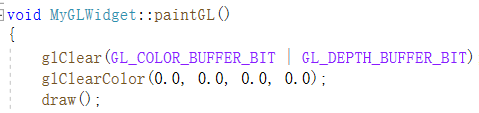 void MyGLWidget::paintGL()
{
glClear(GL_COLOR_BUFFER_BIT | GL_DEPTH_BUFFER_BIT)
glClearColor(0.0, 0.0, 0.0, 0.0);
draw();